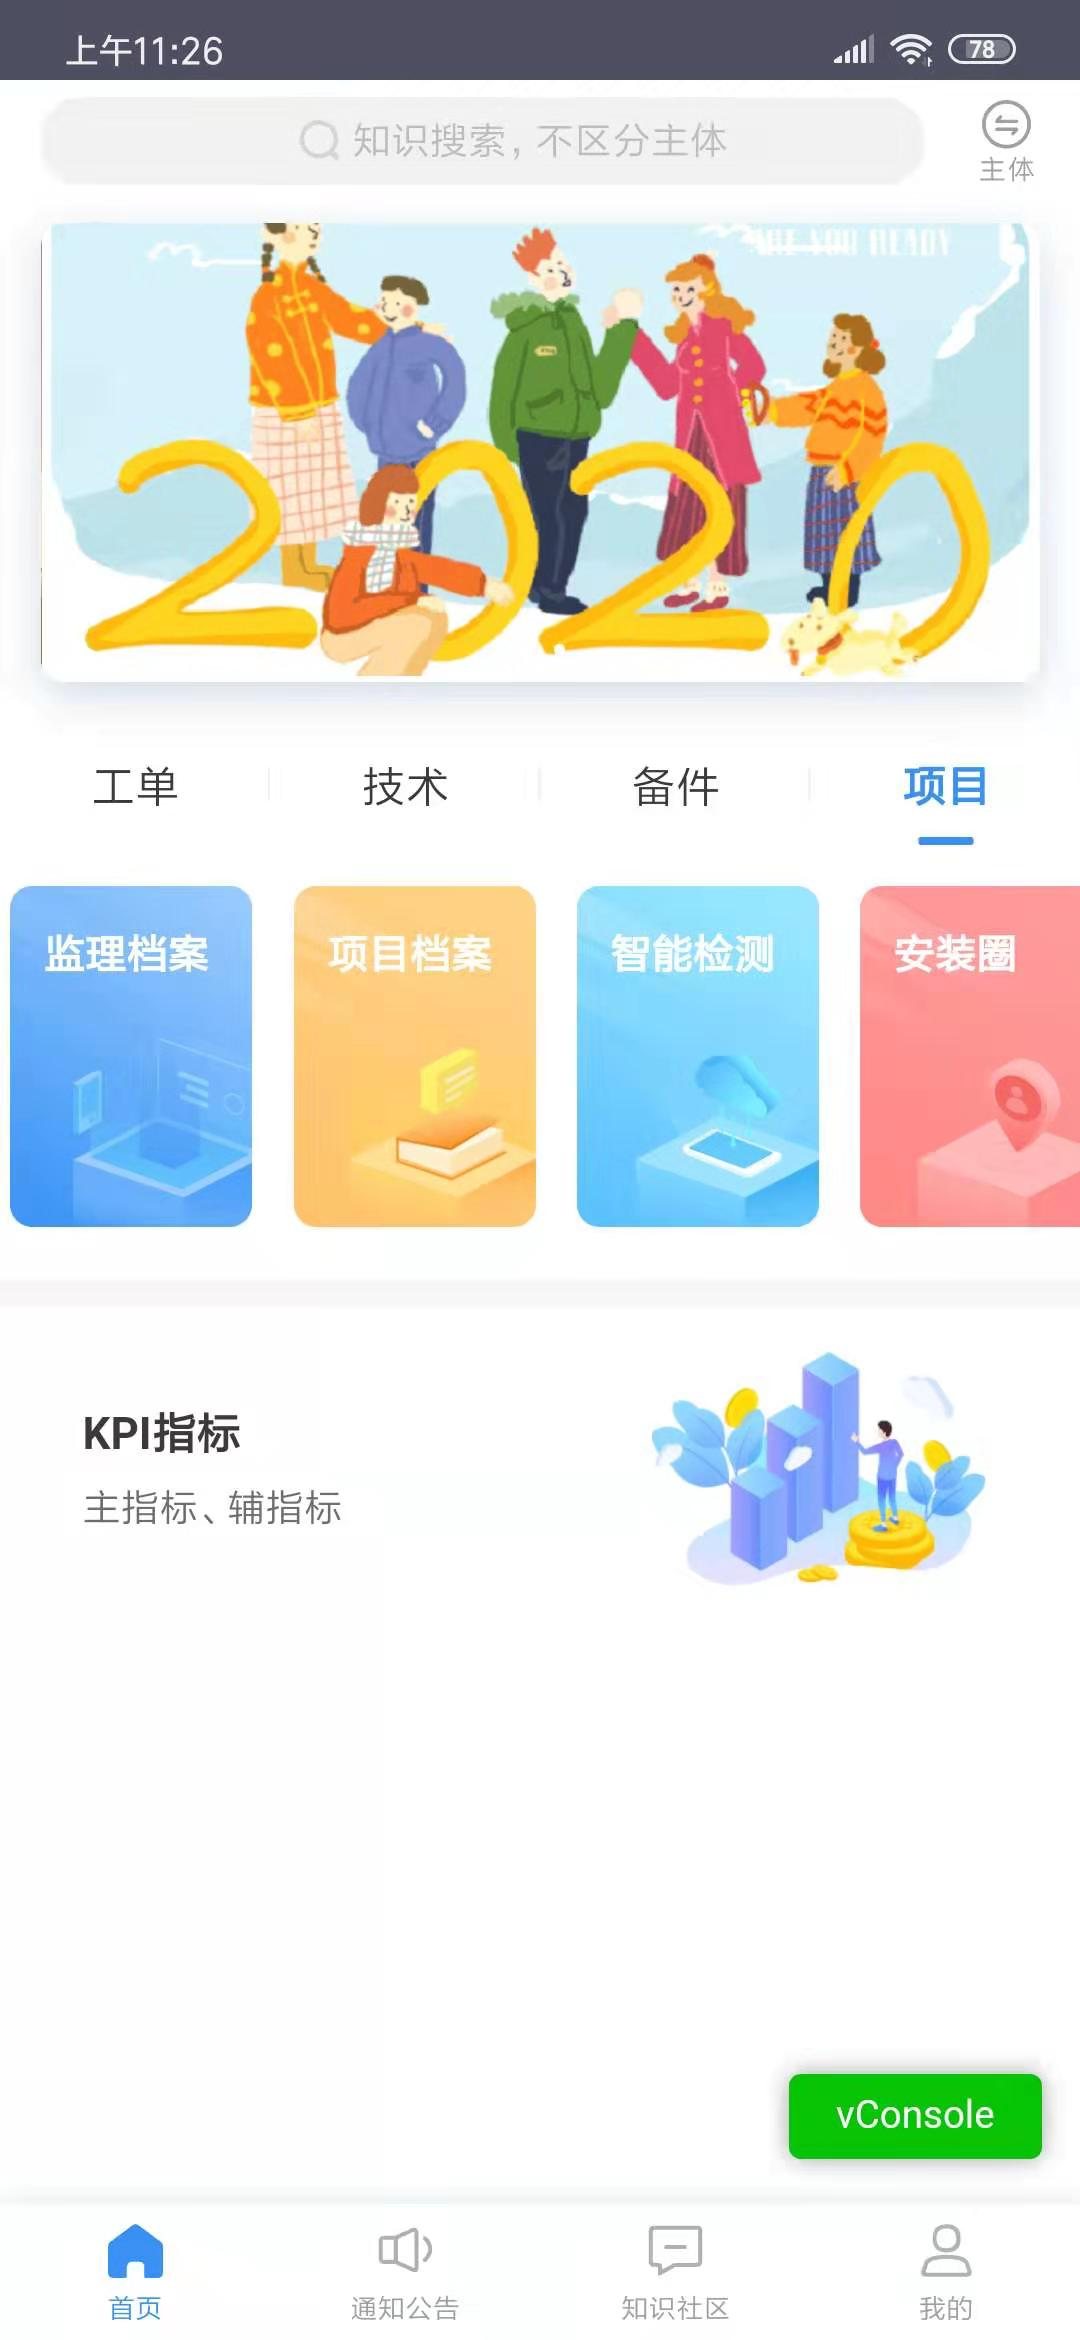 上午11:26
78
知识搜索，不区分主体
主体
ARE YOU READY
2020
工单
技术
备件
项目
监理档案
项目档案
智能检测
安装圈
KPI指标
主指标、辅指标
vConsole
首页
通知公告
知识社区
我的